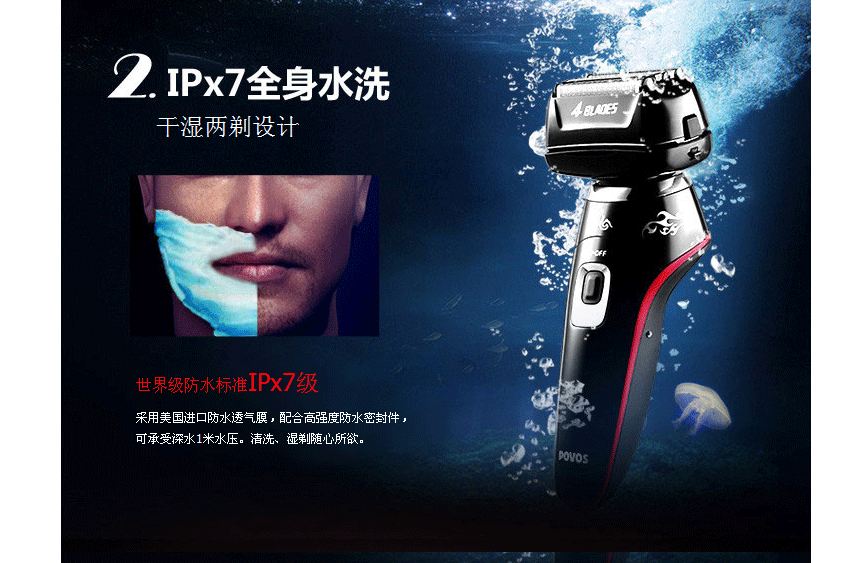 2. IPx7全身水洗
干湿两剃设计
4 BLADES
OFF
世界级防水标准IPx7级
采用美国进口防水透气膜，配合高强度防水密封件，
可承受深水1米水压。清洗、湿剃随心所欲。
POVOS